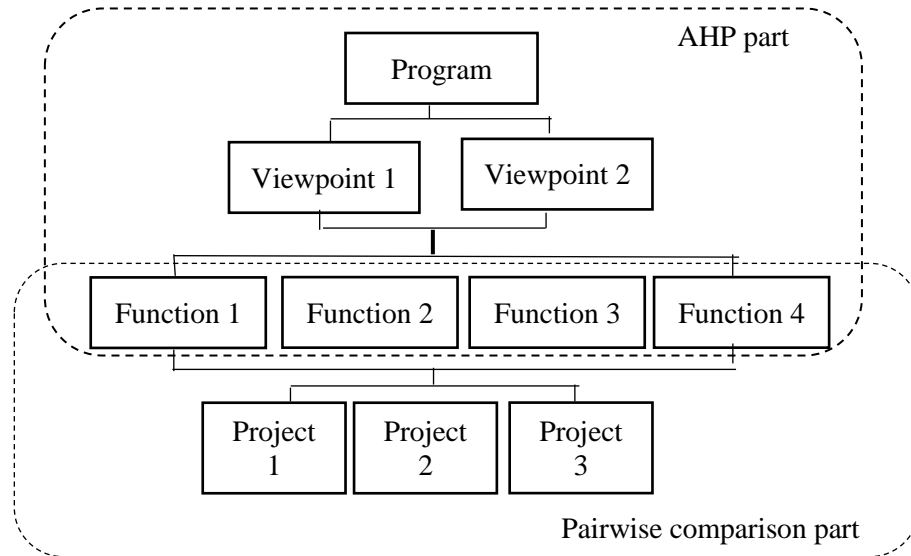 AHP part
Program
Viewpoint 1
Viewpoint 2
Function 1
Function 2
Function 3
Function 4
Project
1
Project
2
Project
3
Pairwise comparison part